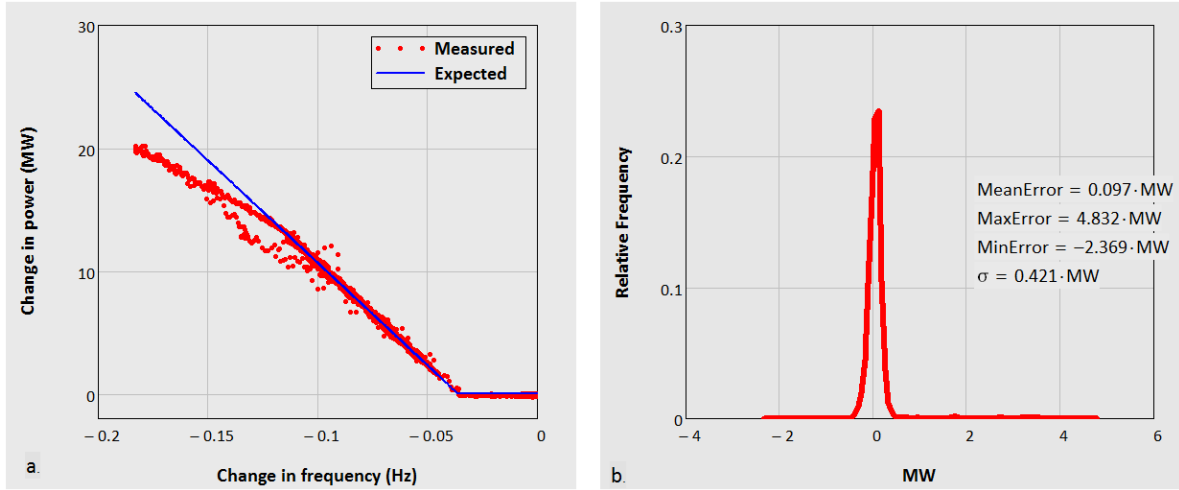 30
20
10
0
Change in power (MW)
Measured
Expected
−0.2
−0.15
−0.1
−0.05
0
Change in frequency (Hz)
a.
0.3
0.2
0.1
0
Relative Frequency
MeanError = 0.097·MW
MaxError = 4.832·MW
MinError = −2.369·MW
σ = 0.421·MW
−4
−2
0
2
4
6
MW
b.